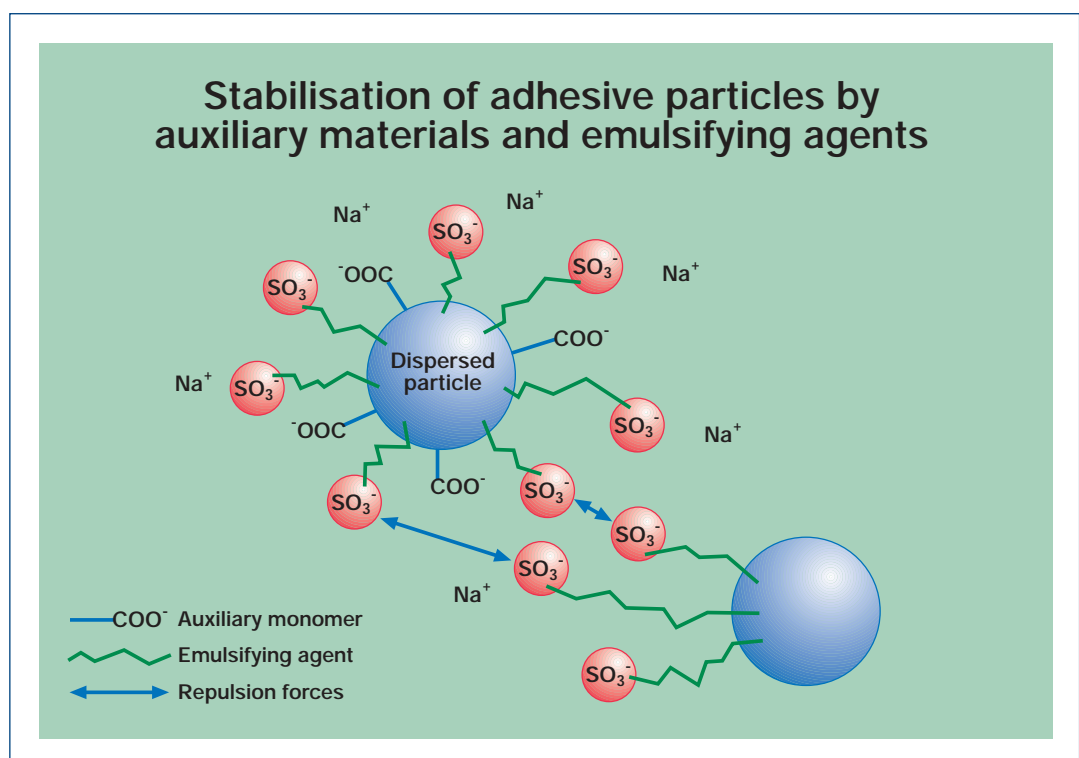 Stabilisation of adhesive particles by
auxiliary materials and emulsifying agents
Na⁺
Na⁺
SO₃⁻
⁻OOC
SO₃⁻
Na⁺
SO₃⁻
COO⁻
Dispersed
particle
Na⁺
SO₃⁻
SO₃⁻
Na⁺
⁻OOC
COO⁻
SO₃⁻
SO₃⁻
SO₃⁻
SO₃⁻
Na⁺
COO⁻ Auxiliary monomer
Emulsifying agent
SO₃⁻
Repulsion forces